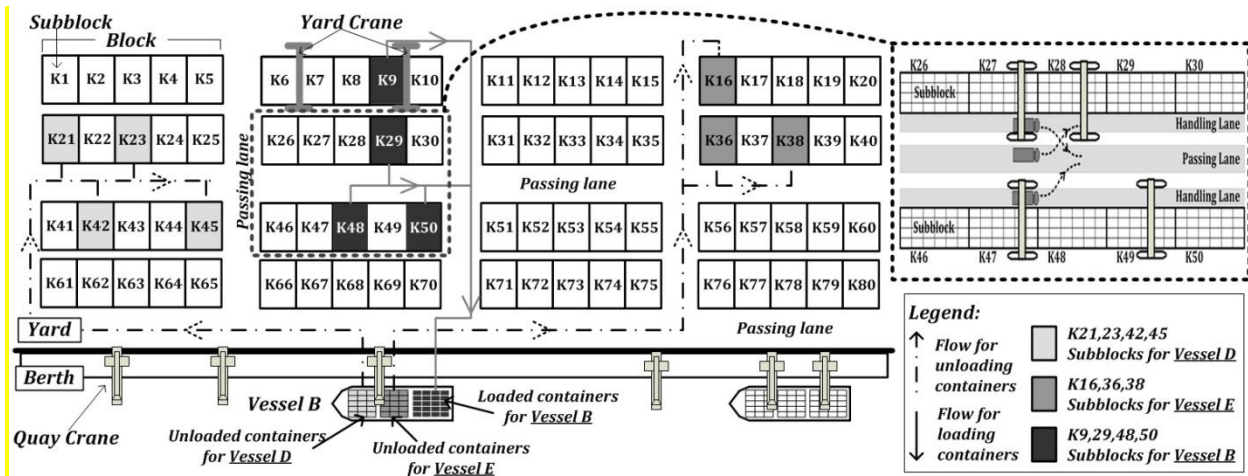 Subblock
Block
Yard Crane
K1 K2 K3 K4 K5
K6 K7 K8 K9 K10
K11 K12 K13 K14 K15
K16 K17 K18 K19 K20
K21 K22 K23 K24 K25
K26 K27 K28 K29 K30
K31 K32 K33 K34 K35
K36 K37 K38 K39 K40
Passing lane
Passing lane
K41 K42 K43 K44 K45
K46 K47 K48 K49 K50
K51 K52 K53 K54 K55
K56 K57 K58 K59 K60
K61 K62 K63 K64 K65
K66 K67 K68 K69 K70
K71 K72 K73 K74 K75
K76 K77 K78 K79 K80
Yard
Passing lane
Berth
Vessel B
Quay Crane
Unloaded containers
for Vessel D
Unloaded containers
for Vessel E
Loaded containers
for Vessel B
K26 K27 K28 K29 K30
Subblock
Handling Lane
Passing Lane
Handling Lane
Subblock
K46 K47 K48 K49 K50
Legend:
Flow for
unloading
containers
Flow for
loading
containers
K21,23,42,45
Subblocks for Vessel D
K16,36,38
Subblocks for Vessel E
K9,29,48,50
Subblocks for Vessel B